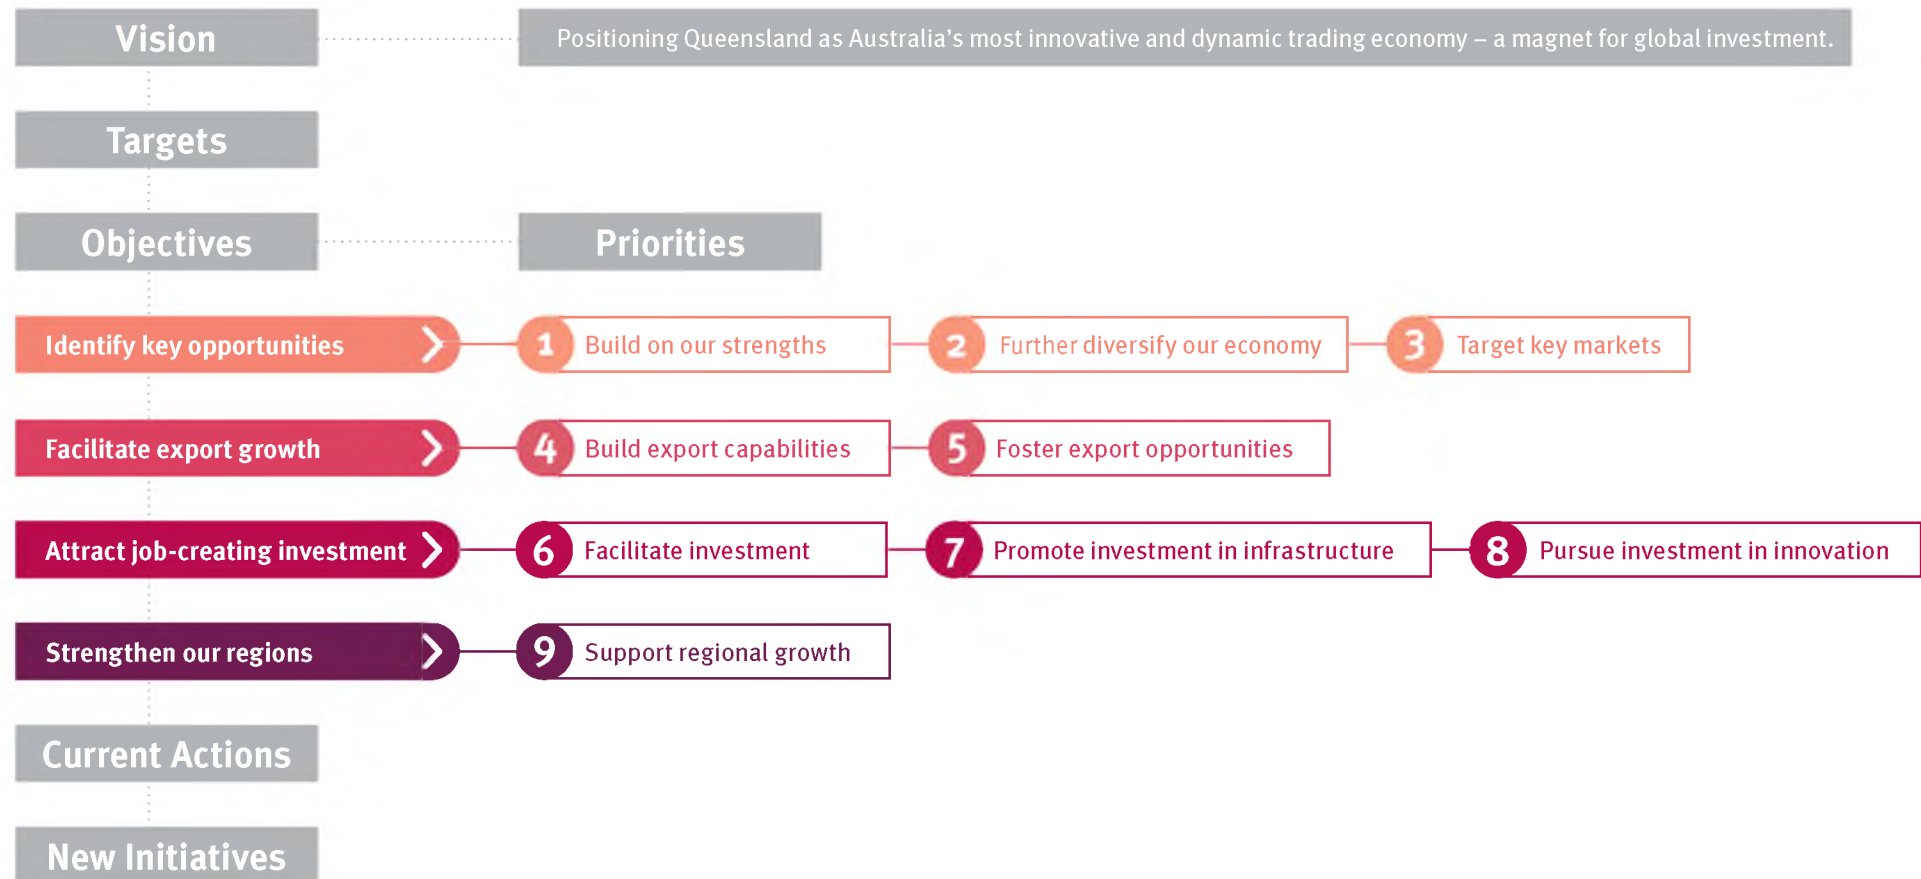 Vision
Positioning Queensland as Australia’s most innovative and dynamic trading economy – a magnet for global investment.
Targets
Objectives
Priorities
Identify key opportunities
1 Build on our strengths
2 Further diversify our economy
3 Target key markets
Facilitate export growth
4 Build export capabilities
5 Foster export opportunities
Attract job-creating investment
6 Facilitate investment
7 Promote investment in infrastructure
8 Pursue investment in innovation
Strengthen our regions
9 Support regional growth
Current Actions
New Initiatives